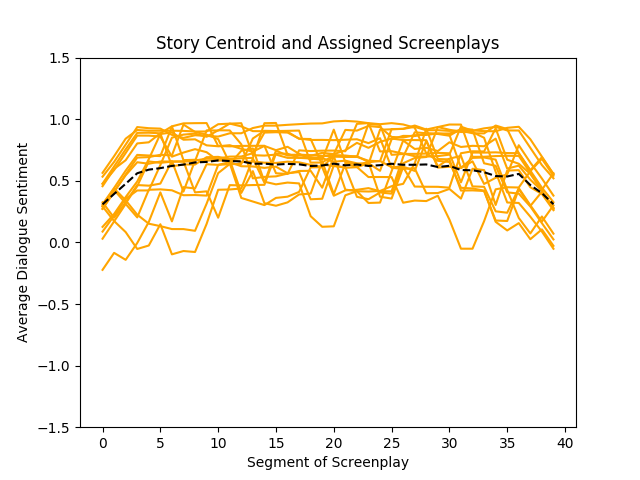 Story Centroid and Assigned Screenplays
1.5
1.0
0.5
0.0
−0.5
−1.0
−1.5
Average Dialogue Sentiment
0 5 10 15 20 25 30 35 40
Segment of Screenplay